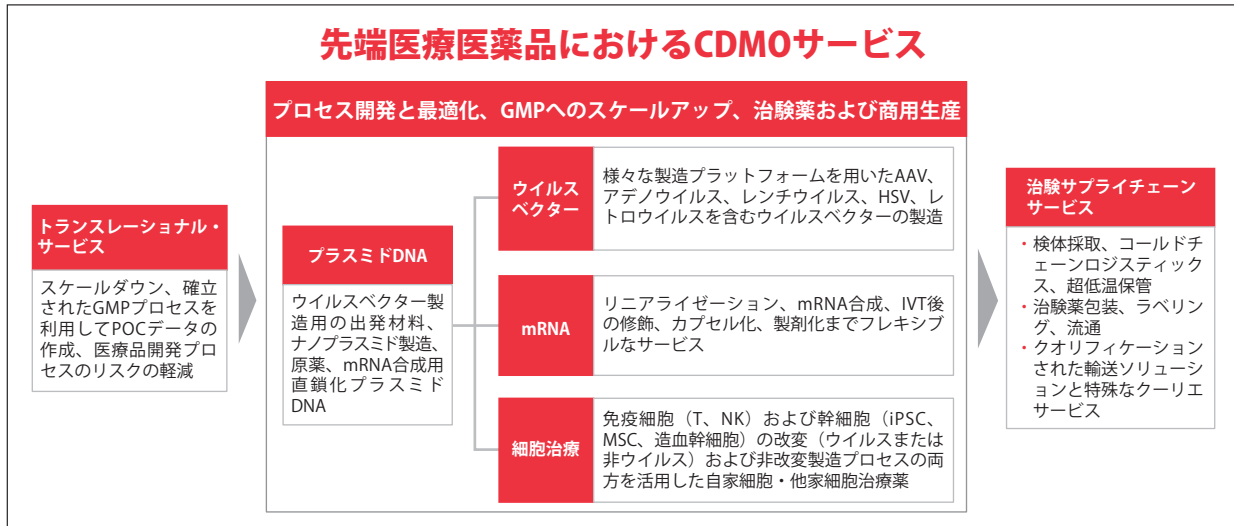 先端医療医薬品におけるCDMOサービス
プロセス開発と最適化、GMPへのスケールアップ、治験薬および商用生産
トランスレーショナル・
サービス
スケールダウン、確立
されたGMPプロセスを
利用してPOCデータの
作成、医療品開発プロ
セスのリスクの軽減
プラスミドDNA
ウイルスベクター製
造用の出発材料、
ナノプラスミド製造、
原薬、mRNA合成用
直鎖化プラスミド
DNA
ウイルス
ベクター
様々な製造プラットフォームを用いたAAV、
アデノウイルス、レンチウイルス、HSV、レ
トロウイルスを含むウイルスベクターの製造
mRNA
リニアライゼーション、mRNA合成、IVT後
の修飾、カプセル化、製剤化までフレキシブ
ルなサービス
細胞治療
免疫細胞（T、NK）および幹細胞（iPSC、
MSC、造血幹細胞）の改変（ウイルスまたは
非ウイルス）および非改変製造プロセスの両
方を活用した自家細胞・他家細胞治療薬
治験サプライチェーン
サービス
・検体採取、コールドチ
ェーンロジスティック
ス、超低温保管
・治験薬包装、ラベリン
グ、流通
・クオリフィケーション
された輸送ソリューショ
ンと特殊なクーリエ
サービス